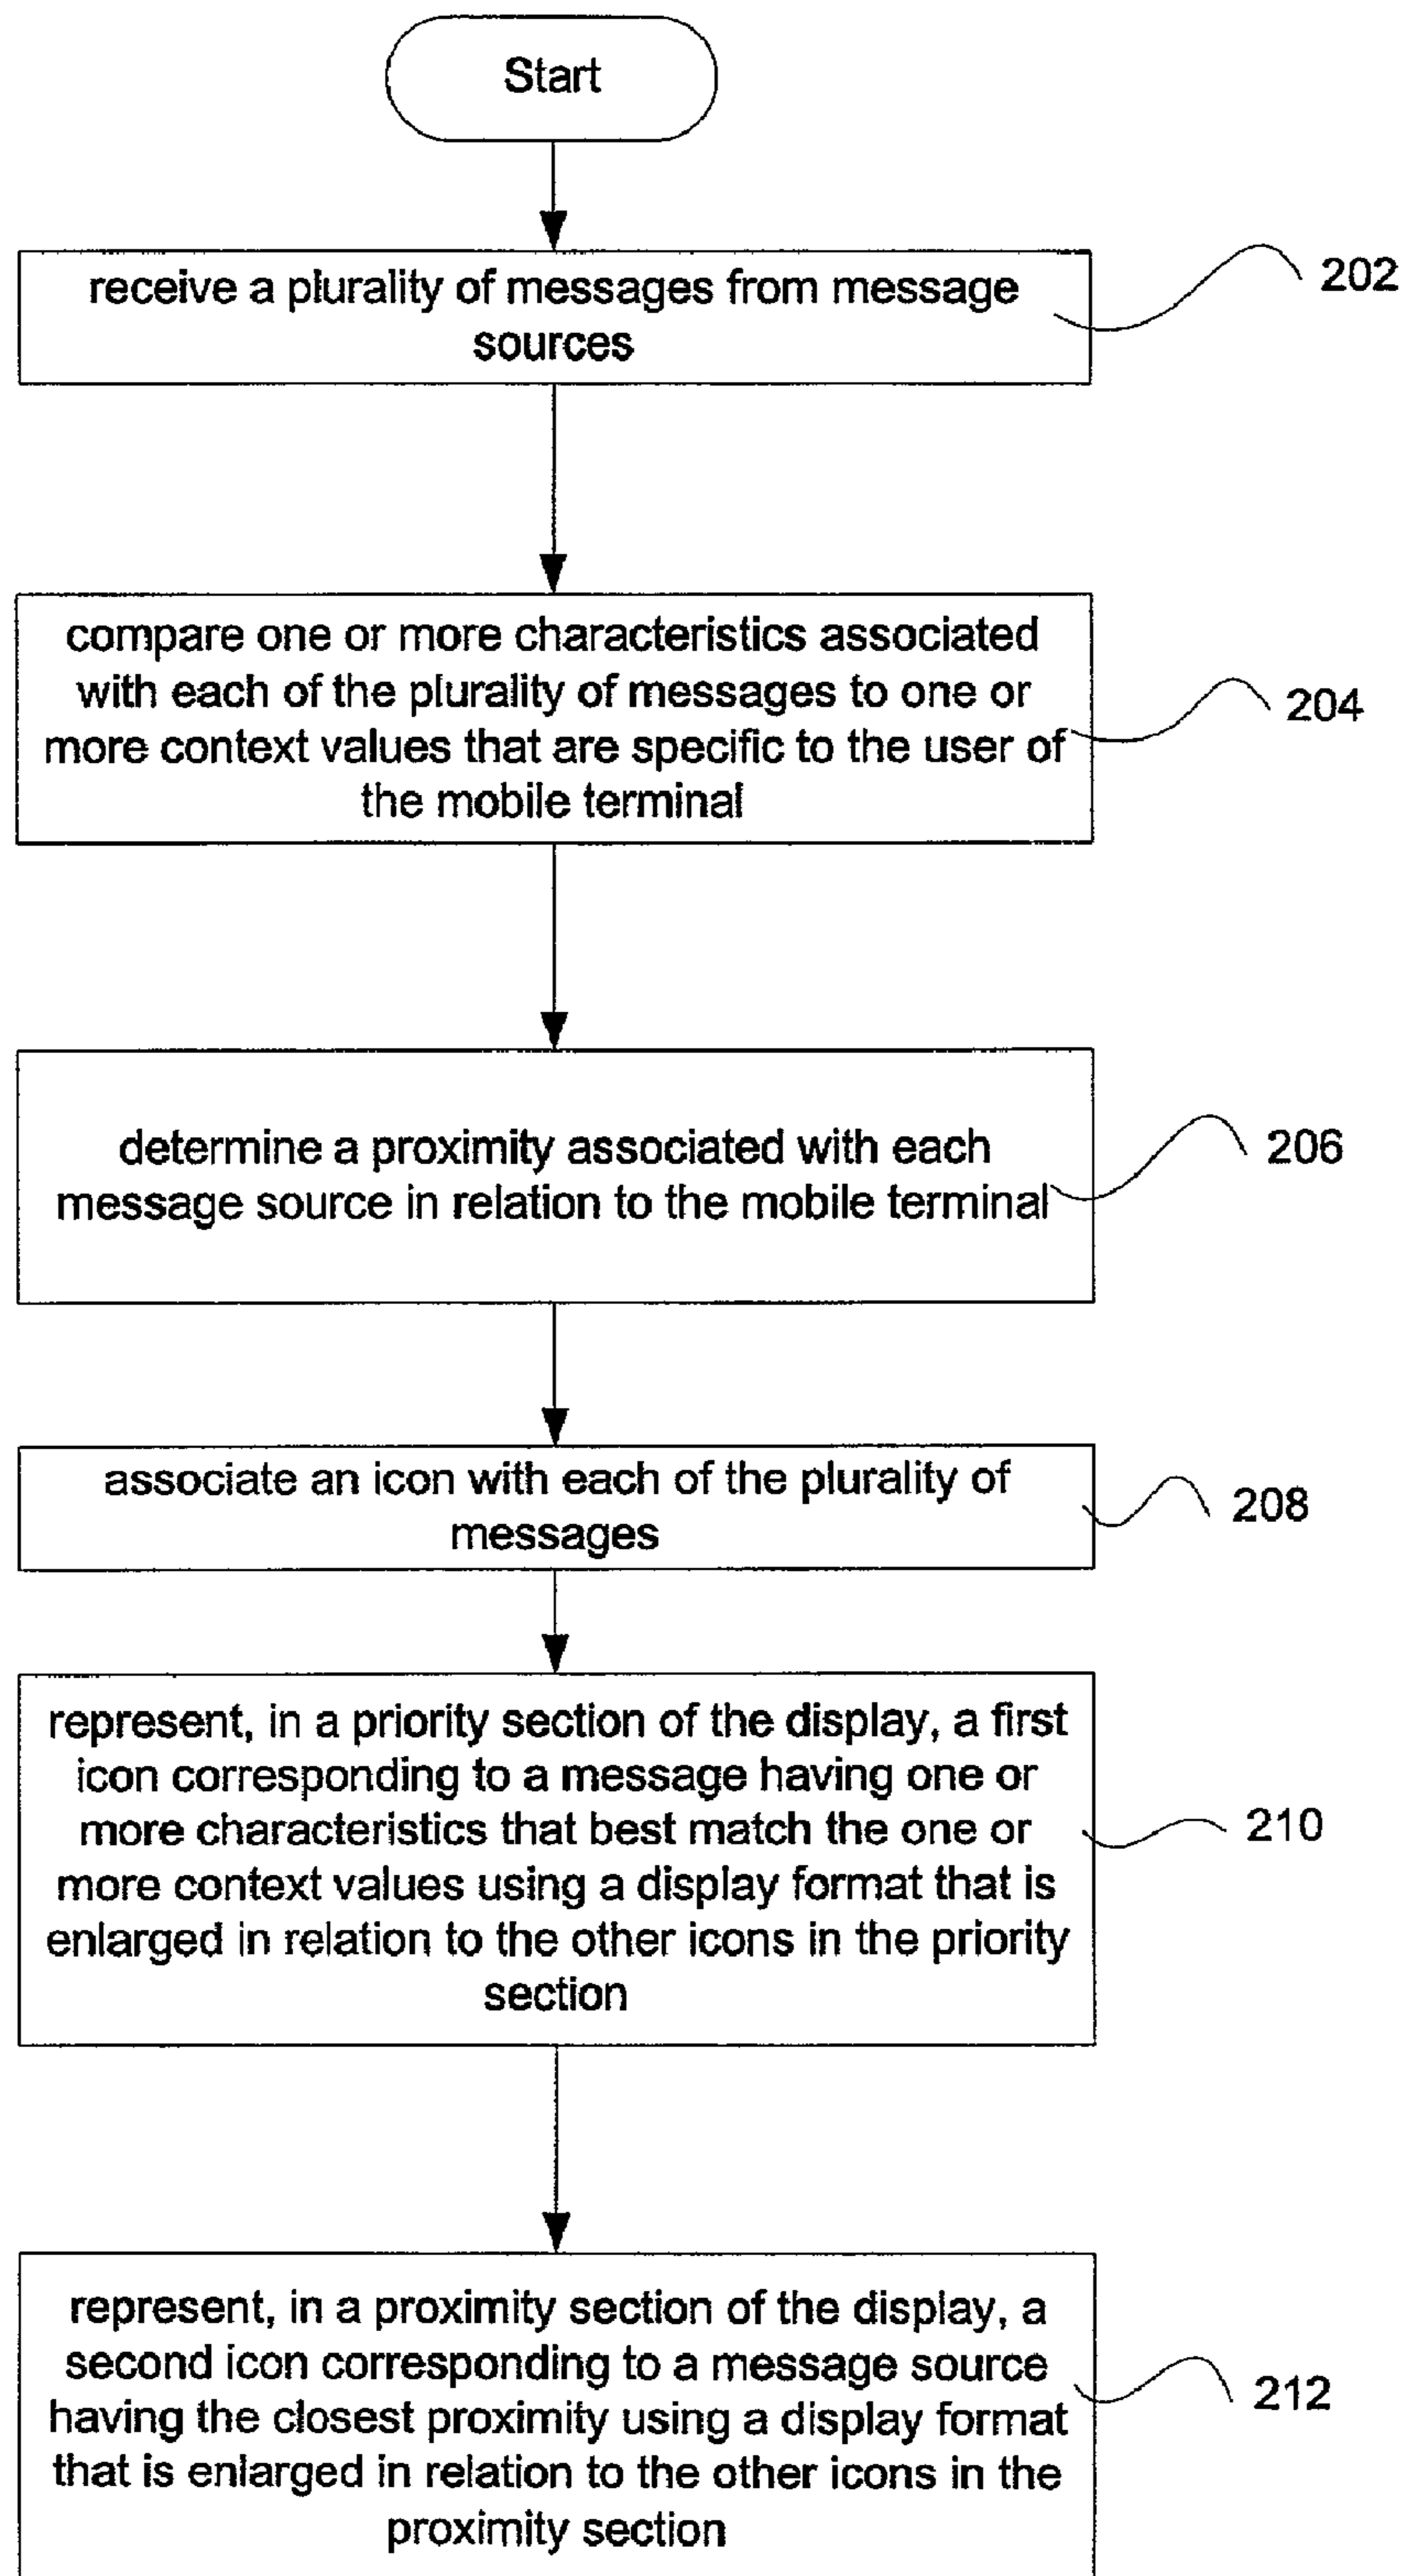 Start
receive a plurality of messages from message
sources
202
compare one or more characteristics associated
with each of the plurality of messages to one or
more context values that are specific to the user of
the mobile terminal
204
determine a proximity associated with each
message source in relation to the mobile terminal
206
associate an icon with each of the plurality of
messages
208
represent, in a priority section of the display, a first
icon corresponding to a message having one or
more characteristics that best match the one or
more context values using a display format that is
enlarged in relation to the other icons in the priority
section
210
represent, in a proximity section of the display, a
second icon corresponding to a message source
having the closest proximity using a display format
that is enlarged in relation to the other icons in the
proximity section
212